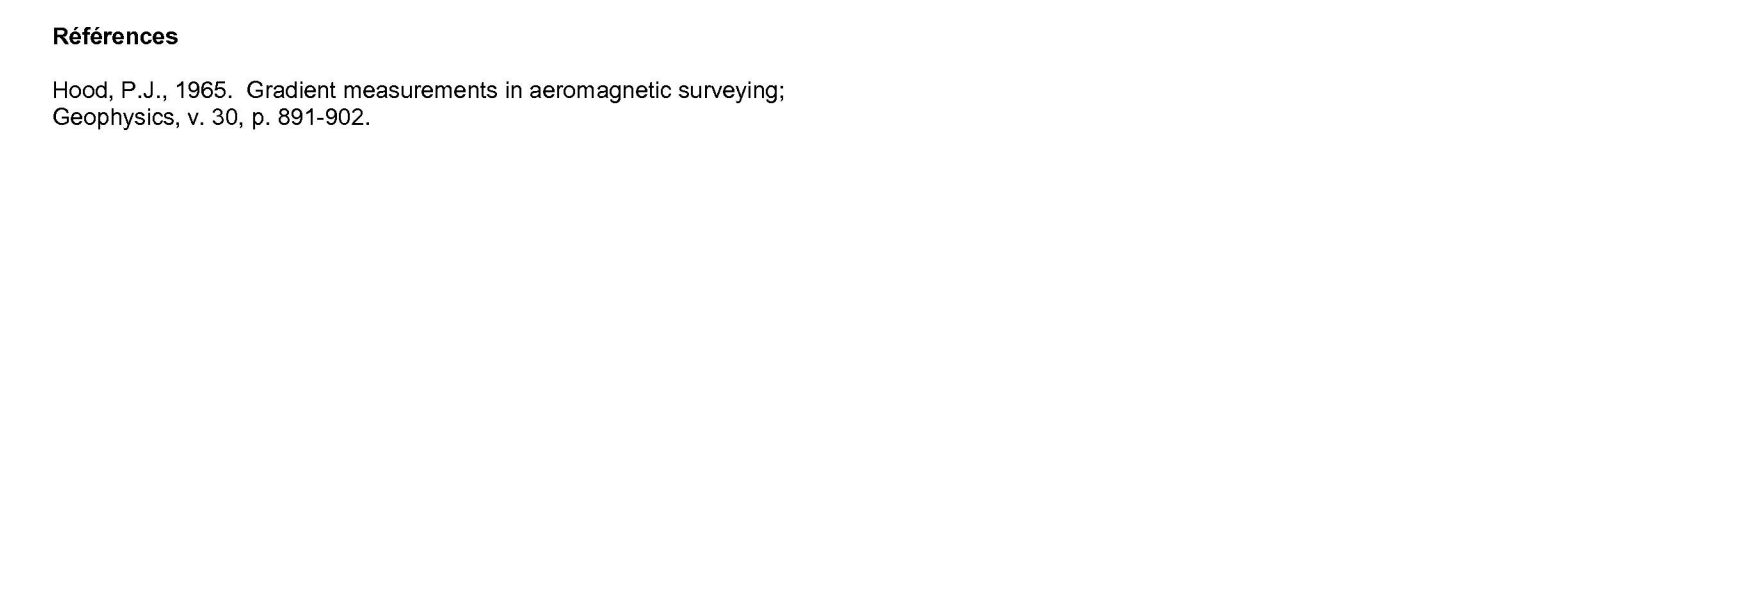 Références
Hood, P.J., 1965.  Gradient measurements in aeromagnetic surveying;
Geophysics, v. 30, p. 891-902.